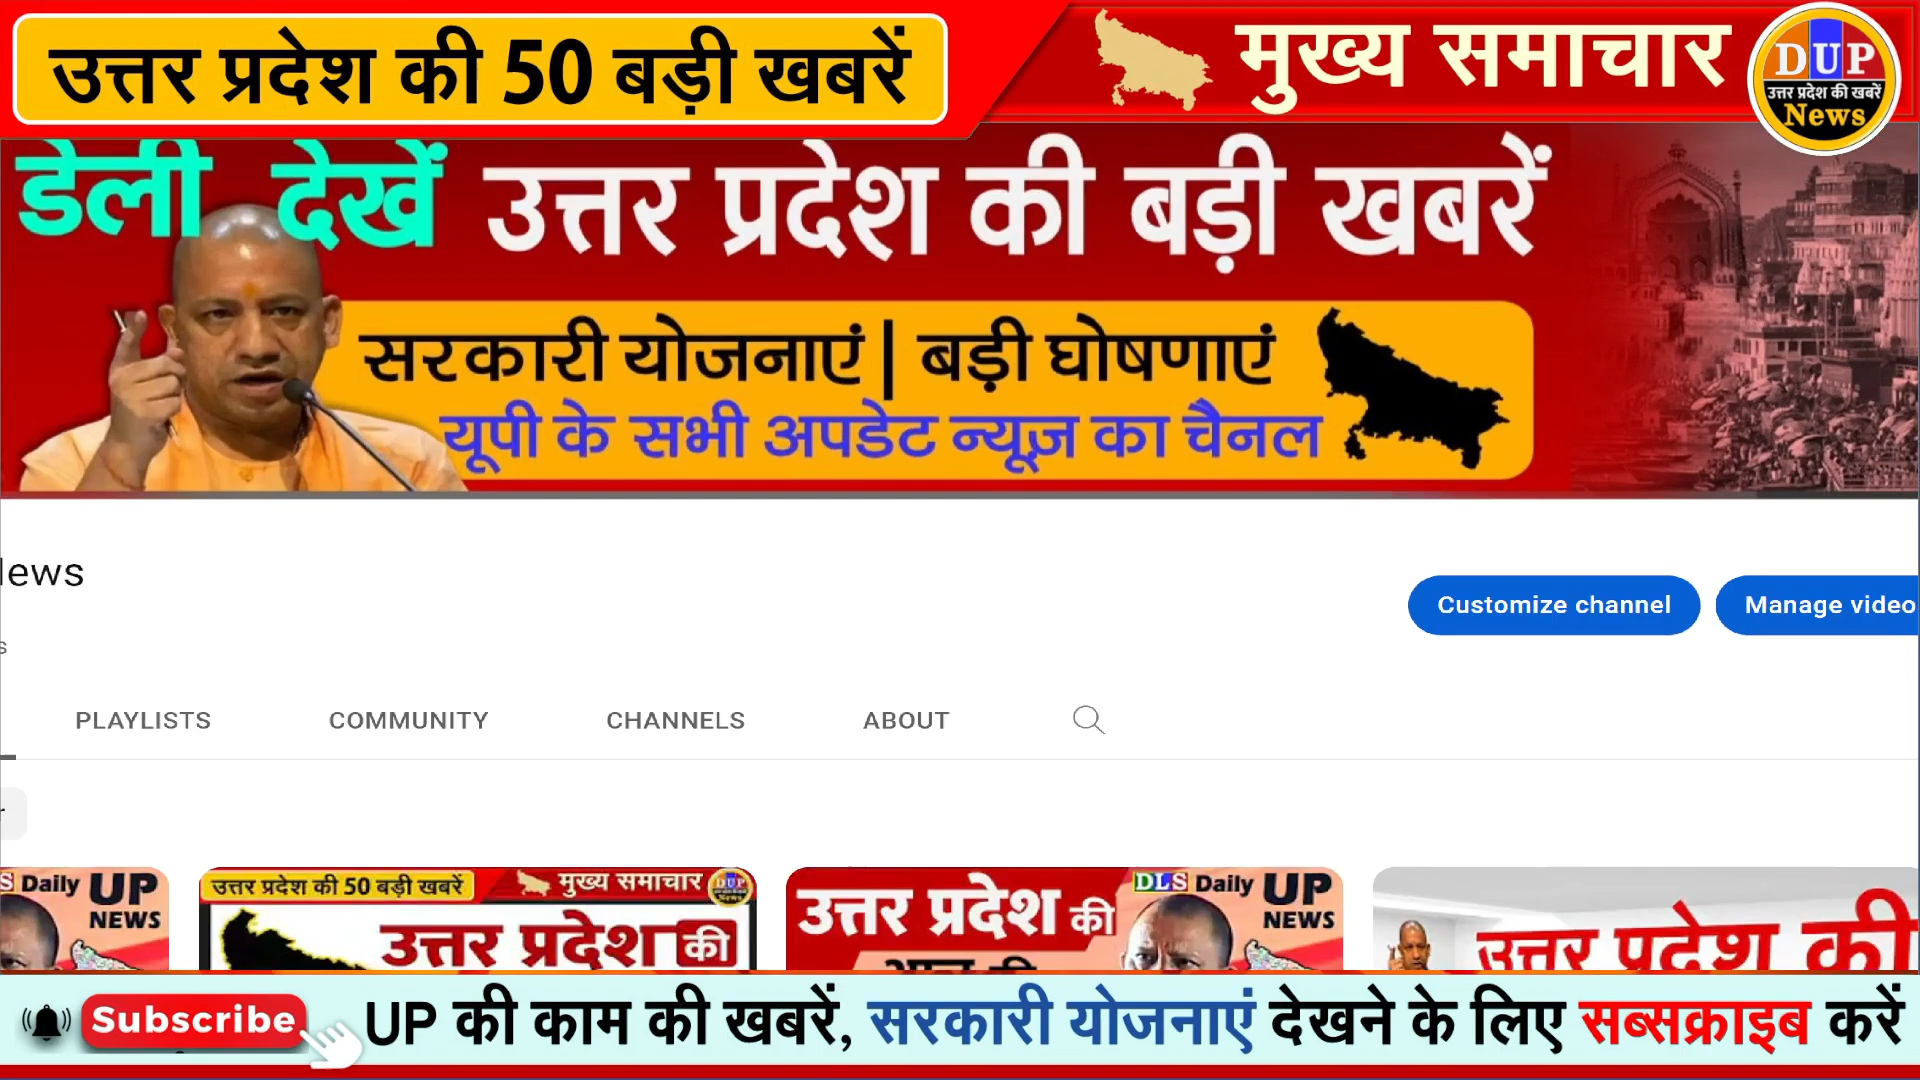 उत्तर प्रदेश की 50 बड़ी खबरें
मुख्य समाचार
DUP
उत्तर प्रदेश की खबरें
News
डेली देखें उत्तर प्रदेश की बड़ी खबरें
सरकारी योजनाएं | बड़ी घोषणाएं
यूपी के सभी अपडेट न्यूज़ का चैनल
News
Customize channel
Manage video
PLAYLISTS
COMMUNITY
CHANNELS
ABOUT
S Daily UP
NEWS
उत्तर प्रदेश की 50 बड़ी खबरें
मुख्य समाचार
DUP
उत्तर प्रदेश की
उत्तर प्रदेश की
DLS Daily UP
NEWS
उत्तर प्रदेश की
Subscribe
UP की काम की खबरें, सरकारी योजनाएं देखने के लिए सब्सक्राइब करें